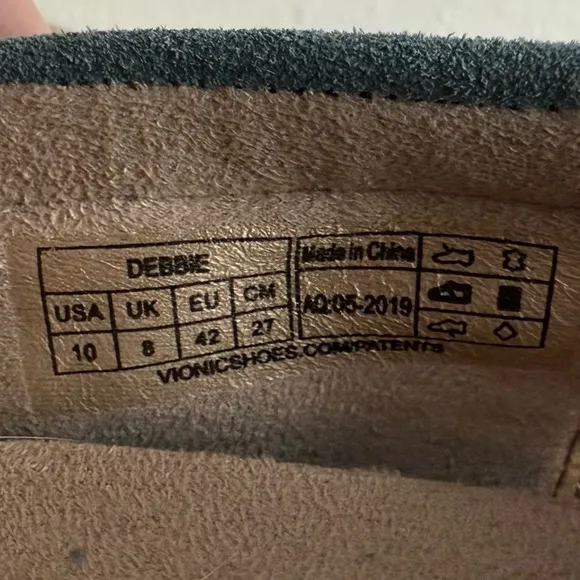 DEBBIE
USA UK EU CM
10 8 42 27
Made in China
AQ:05-2019
VIONICSHOES.COM/PATENTS